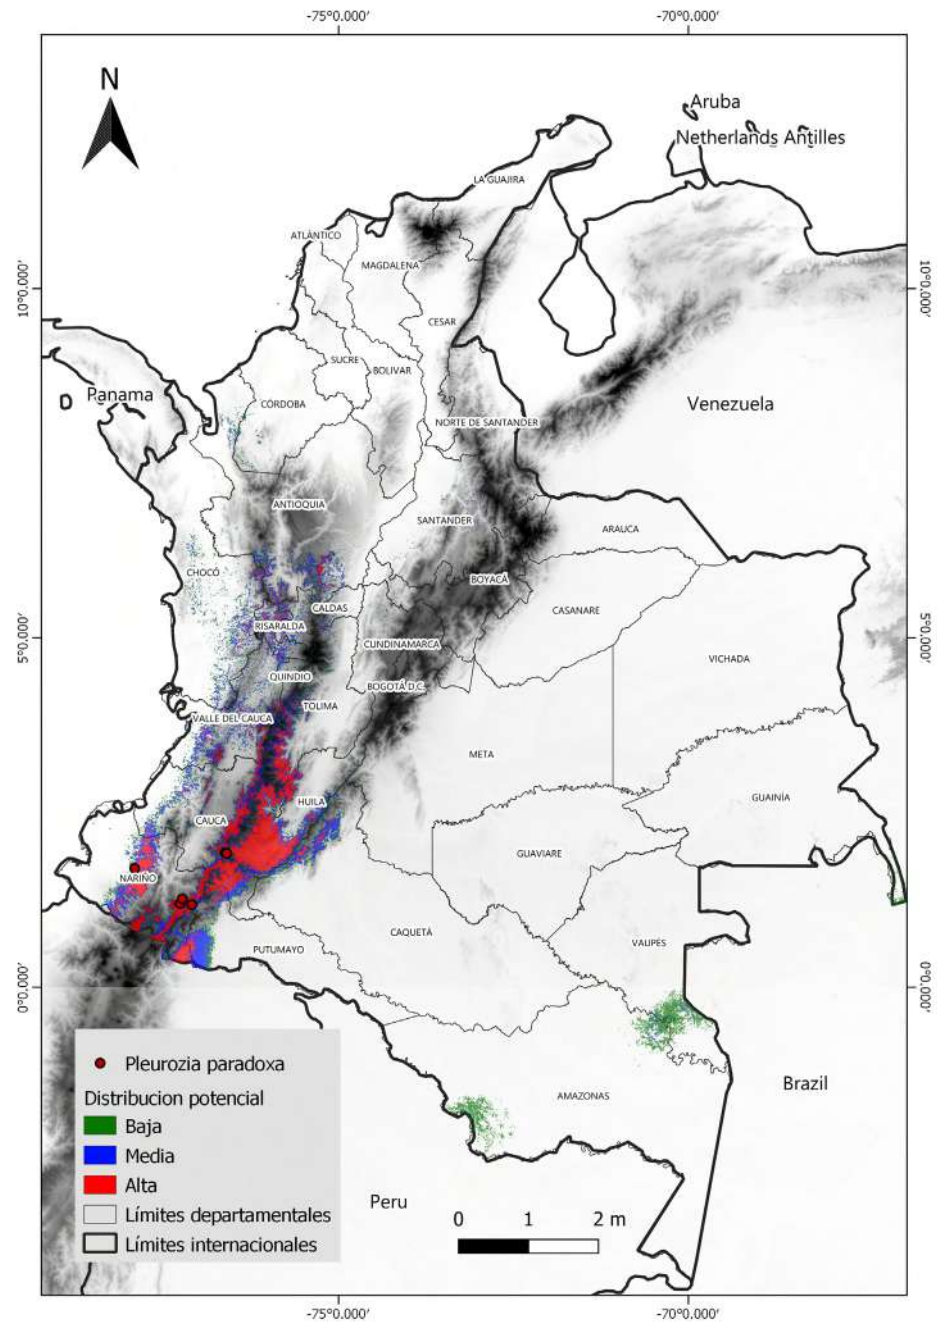 -75°0.000′
-70°0.000′
N
Aruba
Netherlands Antilles
LA GUAJIRA
ATLÁNTICO
MAGDALENA
10°0.000′
10°0.000′
CESAR
SUCRE
BOLIVAR
Panama
CÓRDOBA
Venezuela
NORTE DE SANTANDER
ANTIOQUIA
SANTANDER
ARAUCA
CHOCÓ
BOYACÁ
CALDAS
CASANARE
RISARALDA
5°0.000′
CUNDINAMARCA
5°0.000′
VICHADA
QUINDIO
BOGOTÁ D.C.
TOLIMA
VALLE DEL CAUCA
META
HUILA
GUAINÍA
CAUCA
GUAVIARE
NARIÑO
CAQUETÁ
VAUPÉS
PUTUMAYO
0°0.000′
0°0.000′
Pleurozia paradoxa
Distribucion potencial
Baja
Media
Alta
Límites departamentales
Límites internacionales
AMAZONAS
Brazil
Peru
0 1 2 m
-75°0.000′
-70°0.000′